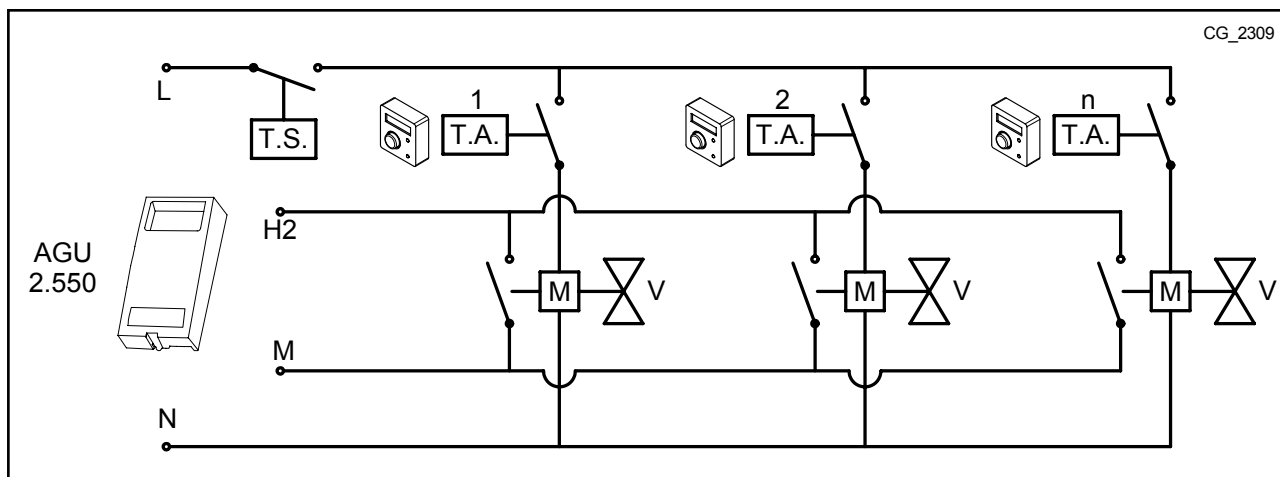 CG_2309
L
T.S.
1
T.A.
2
T.A.
n
T.A.
H2
AGU
2.550
M V
M V
M V
M
N